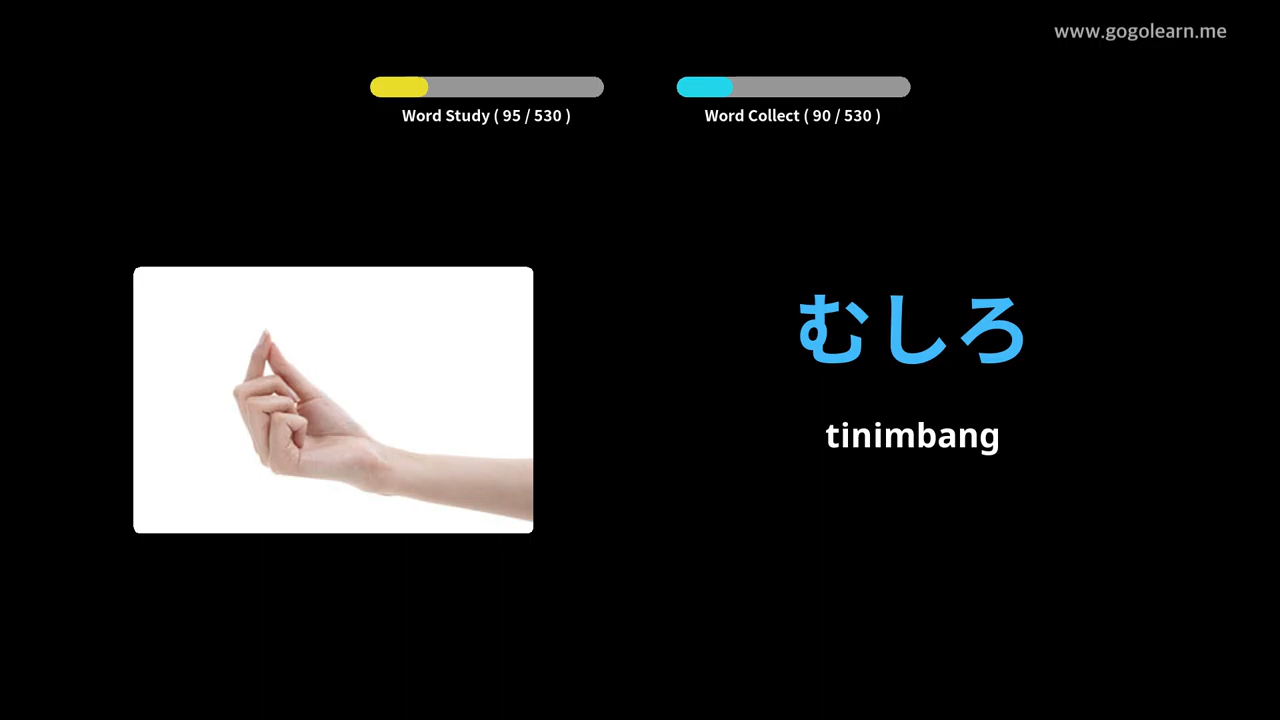 www.gogolearn.me
Word Study ( 95 / 530 )
Word Collect ( 90 / 530 )
むしろ
tinimbang